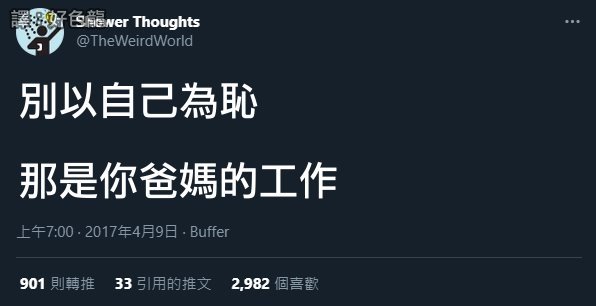 譯:好色龍
Shower Thoughts
@TheWeirdWorld
別以自己為恥
那是你爸媽的工作
上午7:00 · 2017年4月9日 · Buffer
901 則轉推 33 引用的推文 2,982 個喜歡